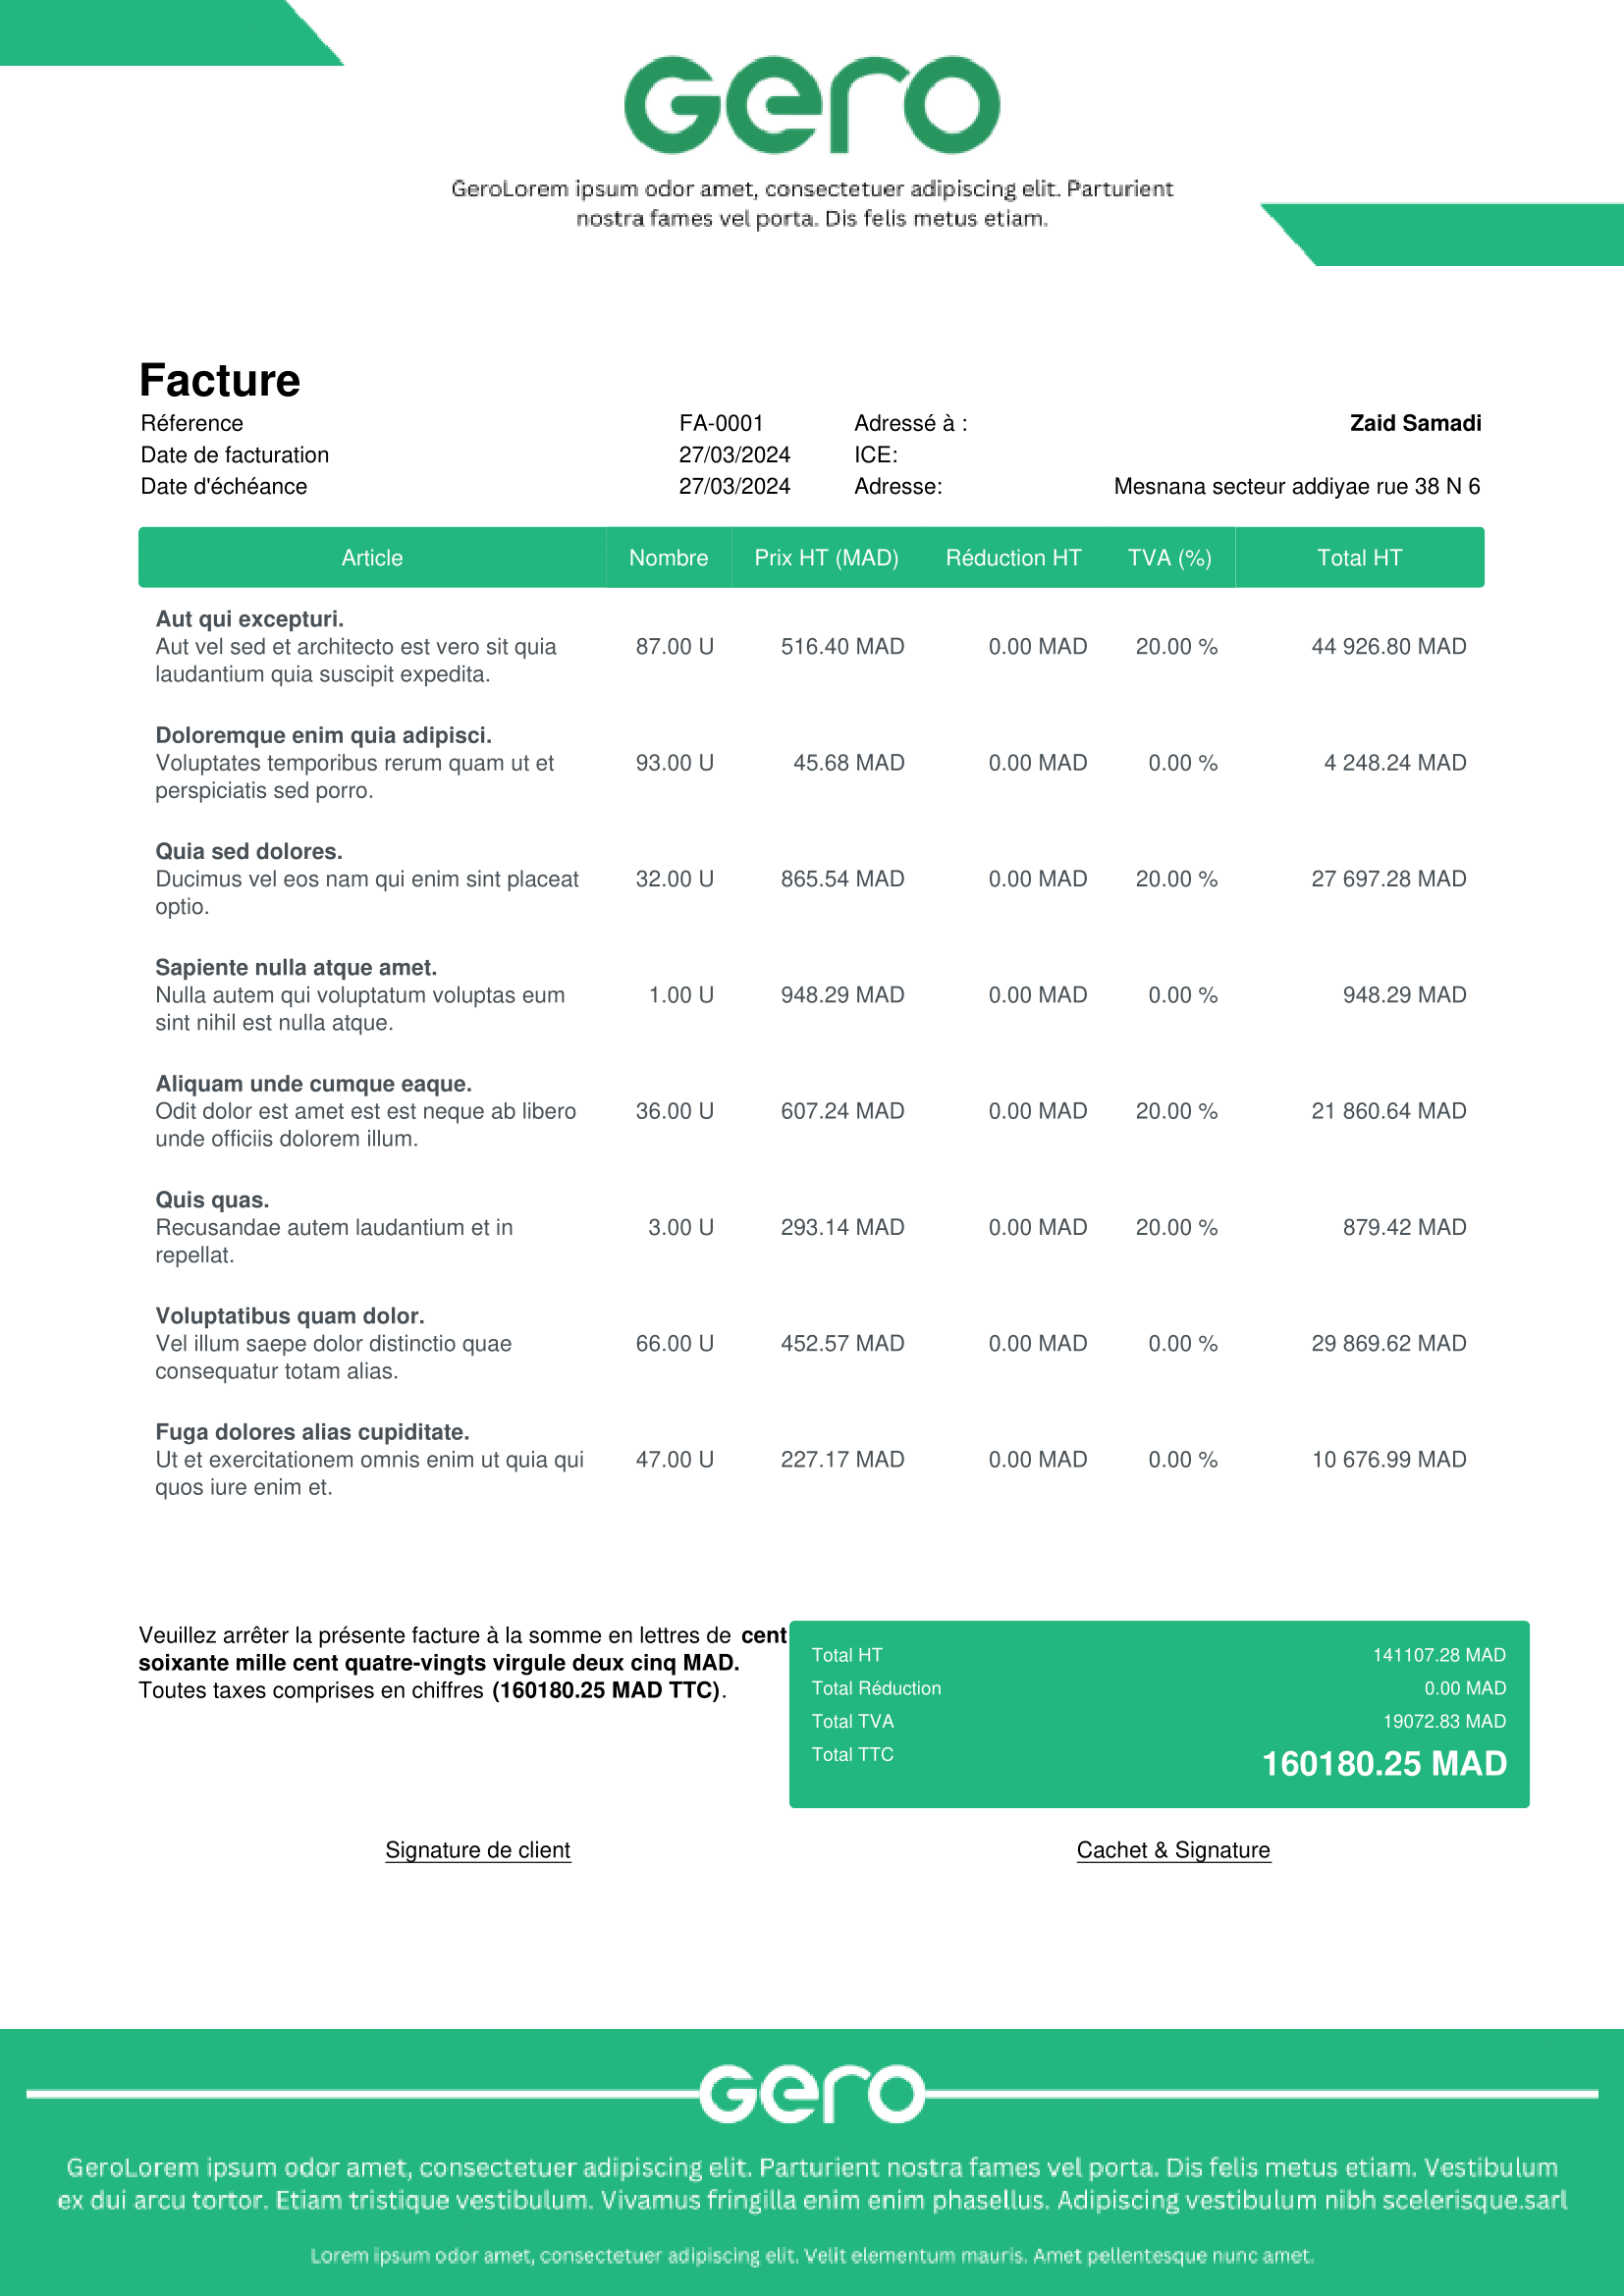 Gero
GeroLorem ipsum odor amet, consectetuer adipiscing elit. Parturient
nostra fames vel porta. Dis felis metus etiam.
Facture
Réference FA-0001 Adressé à : Zaid Samadi
Date de facturation 27/03/2024 ICE:
Date d'échéance 27/03/2024 Adresse: Mesnana secteur addiyae rue 38 N 6
Article Nombre Prix HT (MAD) Réduction HT TVA (%) Total HT
Aut qui excepturi.
Aut vel sed et architecto est vero sit quia 87.00 U 516.40 MAD 0.00 MAD 20.00 % 44 926.80 MAD
laudantium quia suscipit expedita.
Doloremque enim quia adipisci.
Voluptates temporibus rerum quam ut et 93.00 U 45.68 MAD 0.00 MAD 0.00 % 4 248.24 MAD
perspiciatis sed porro.
Quia sed dolores.
Ducimus vel eos nam qui enim sint placeat 32.00 U 865.54 MAD 0.00 MAD 20.00 % 27 697.28 MAD
optio.
Sapiente nulla atque amet.
Nulla autem qui voluptatum voluptas eum 1.00 U 948.29 MAD 0.00 MAD 0.00 % 948.29 MAD
sint nihil est nulla atque.
Aliquam unde cumque eaque.
Odit dolor est amet est est neque ab libero 36.00 U 607.24 MAD 0.00 MAD 20.00 % 21 860.64 MAD
unde officiis dolorem illum.
Quis quas.
Recusandae autem laudantium et in 3.00 U 293.14 MAD 0.00 MAD 20.00 % 879.42 MAD
repellat.
Voluptatibus quam dolor.
Vel illum saepe dolor distinctio quae 66.00 U 452.57 MAD 0.00 MAD 0.00 % 29 869.62 MAD
consequatur totam alias.
Fuga dolores alias cupiditate.
Ut et exercitationem omnis enim ut quia qui 47.00 U 227.17 MAD 0.00 MAD 0.00 % 10 676.99 MAD
quos iure enim et.
Veuillez arrêter la présente facture à la somme en lettres de cent
soixante mille cent quatre-vingts virgule deux cinq MAD.
Toutes taxes comprises en chiffres (160180.25 MAD TTC).
Total HT 141107.28 MAD
Total Réduction 0.00 MAD
Total TVA 19072.83 MAD
Total TTC 160180.25 MAD
Signature de client Cachet & Signature
Gero
GeroLorem ipsum odor amet, consectetuer adipiscing elit. Parturient nostra fames vel porta. Dis felis metus etiam. Vestibulum
ex dui arcu tortor. Etiam tristique vestibulum. Vivamus fringilla enim enim phasellus. Adipiscing vestibulum nibh scelerisque.sarl
Lorem ipsum odor amet, consectetuer adipiscing elit. Velit elementum mauris. Amet pellentesque nunc amet.